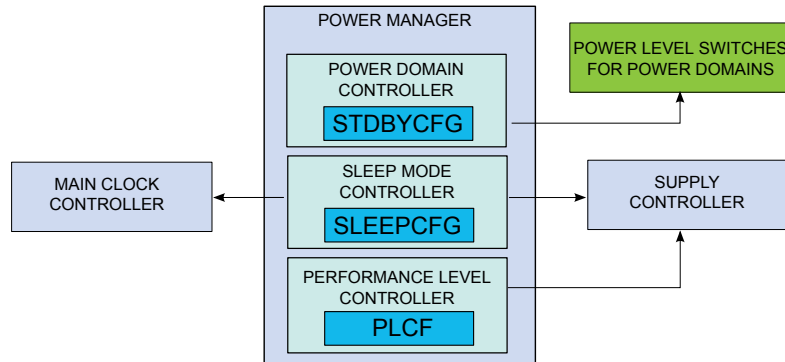 POWER MANAGER
POWER LEVEL SWITCHES
FOR POWER DOMAINS
POWER DOMAIN
CONTROLLER
STDBYCFG
MAIN CLOCK
CONTROLLER
SLEEP MODE
CONTROLLER
SLEEPCFG
SUPPLY
CONTROLLER
PERFORMANCE LEVEL
CONTROLLER
PLCF